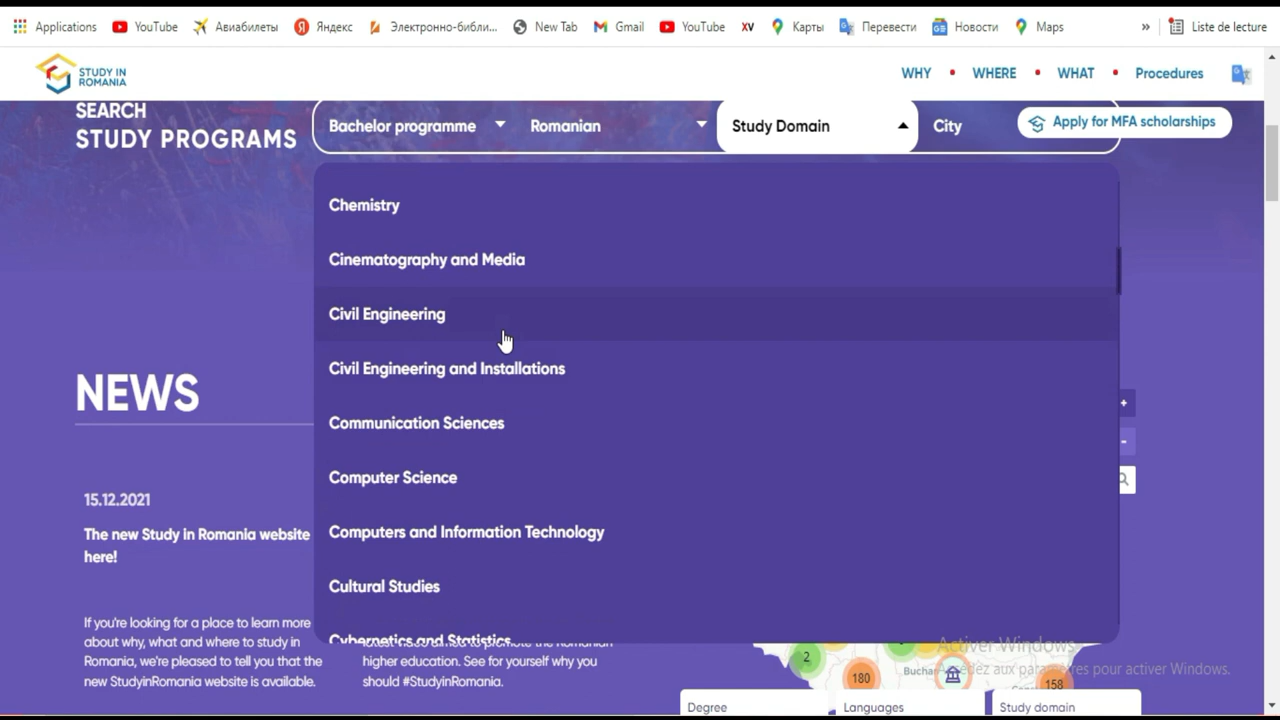 Applications YouTube Авиабилеты Яндекс Электронно-библи... New Tab Gmail YouTube XV Карты Перевести Новости Maps » Liste de lecture
STUDY IN
ROMANIA
WHY • WHERE • WHAT • Procedures
SEARCH
STUDY PROGRAMS
Bachelor programme Romanian Study Domain City
Apply for MFA scholarships
Chemistry
Cinematography and Media
Civil Engineering
Civil Engineering and Installations
Communication Sciences
Computer Science
Computers and Information Technology
Cultural Studies
Cybernetics and Statistics
NEWS
15.12.2021
The new Study in Romania website
here!
If you're looking for a place to learn more
about why, what and where to study in
Romania, we're pleased to tell you that the
new StudyinRomania website is available.
higher education. See for yourself why you
should #StudyinRomania.
+
-
2
180
158
Activer Windows
Accédez aux paramètres pour activer Windows.
Degree
Languages
Study domain